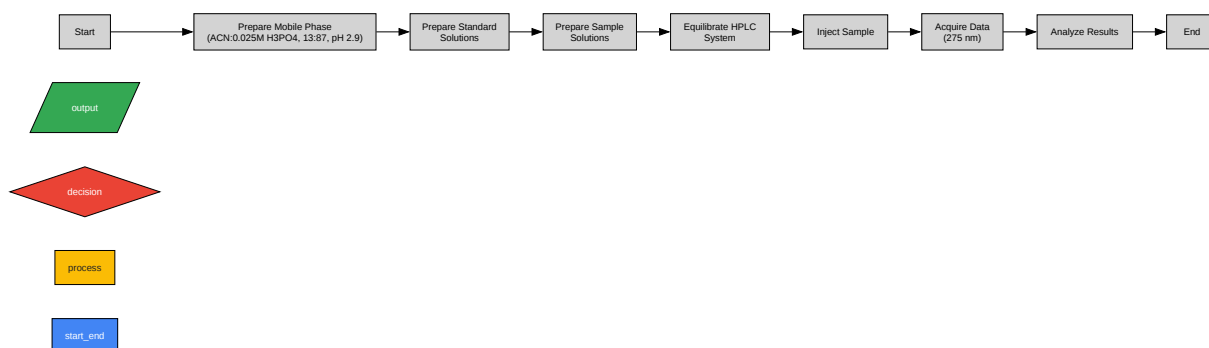 Start
Prepare Mobile Phase
(ACN:0.025M H3PO4, 13:87, pH 2.9)
Prepare Standard
Solutions
Prepare Sample
Solutions
Equilibrate HPLC
System
Inject Sample
Acquire Data
(275 nm)
Analyze Results
End
output
decision
process
start_end